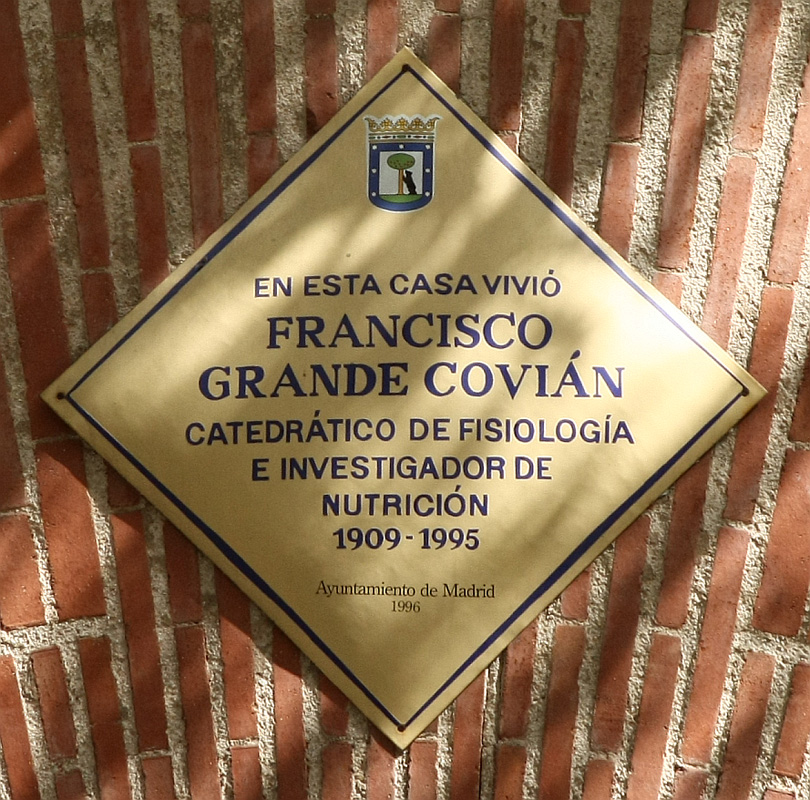 EN ESTA CASA VIVIÓ
FRANCISCO
GRANDE COVIÁN
CATEDRÁTICO DE FISIOLOGÍA
E INVESTIGADOR DE
NUTRICIÓN
1909-1995
Ayuntamiento de Madrid
1996